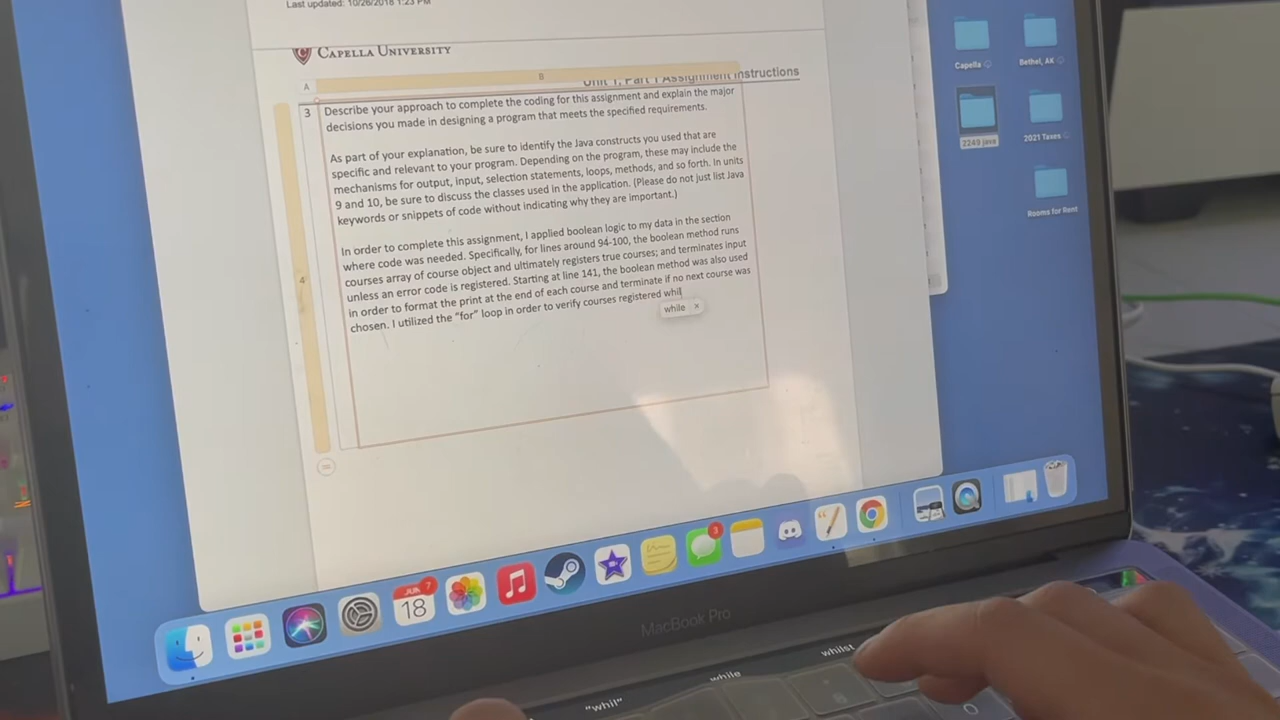 Last updated: 10/26/2018 1:23 PM
CAPELLA UNIVERSITY
Unit 1, Part 1 Assignment Instructions
A
B
3
Describe your approach to complete the coding for this assignment and explain the major
decisions you made in designing a program that meets the specified requirements.
As part of your explanation, be sure to identify the Java constructs you used that are
specific and relevant to your program. Depending on the program, these may include the
mechanisms for output, input, selection statements, loops, methods, and so forth. In units
9 and 10, be sure to discuss the classes used in the application. (Please do not just list Java
keywords or snippets of code without indicating why they are important.)
4
In order to complete this assignment, I applied boolean logic to my data in the section
where code was needed. Specifically, for lines around 94-100, the boolean method runs
courses array of course object and ultimately registers true courses; and terminates input
unless an error code is registered. Starting at line 141, the boolean method was also used
in order to format the print at the end of each course and terminate if no next course was
chosen. I utilized the "for" loop in order to verify courses registered whil
while ×
Capella
Bethel, AK
2249 java
2021 Taxes
Rooms for Rent
JUN 7
18
3
MacBook Pro
"whil"
while
whilst